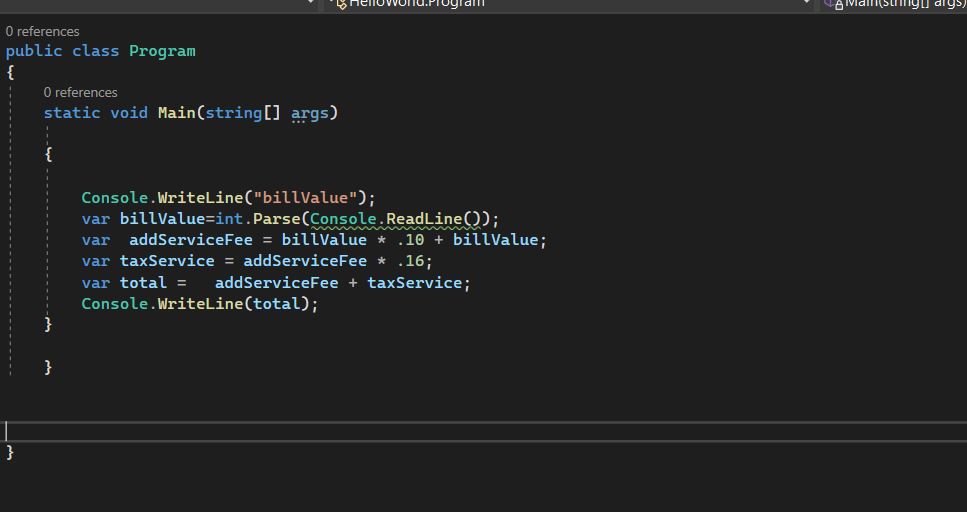 HelloWorld.Program Main(string[] args)
0 references
public class Program
{
0 references
static void Main(string[] args)
{
Console.WriteLine("billValue");
var billValue=int.Parse(Console.ReadLine());
var  addServiceFee = billValue * .10 + billValue;
var taxService = addServiceFee * .16;
var total =   addServiceFee + taxService;
Console.WriteLine(total);
}
}
}